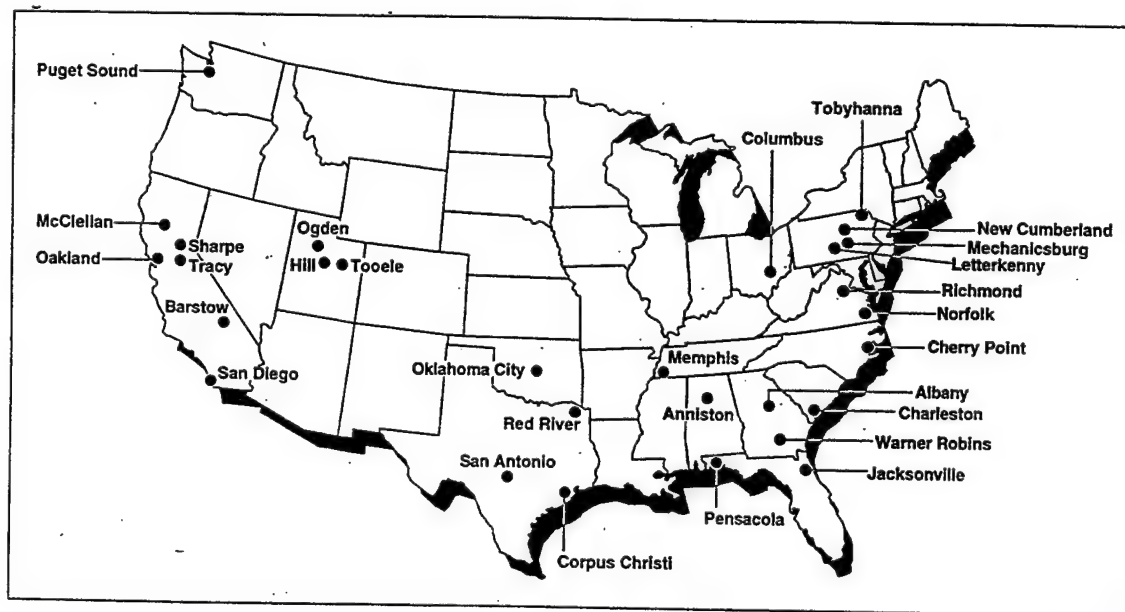 Puget Sound
Tobyhanna
Columbus
McClellan
Ogden
New Cumberland
Sharpe
Mechanicsburg
Oakland
Tracy
Hill
Tooele
Letterkenny
Richmond
Barstow
Norfolk
Cherry Point
Memphis
San Diego
Oklahoma City
Albany
Anniston
Charleston
Red River
Warner Robins
San Antonio
Jacksonville
Pensacola
Corpus Christi